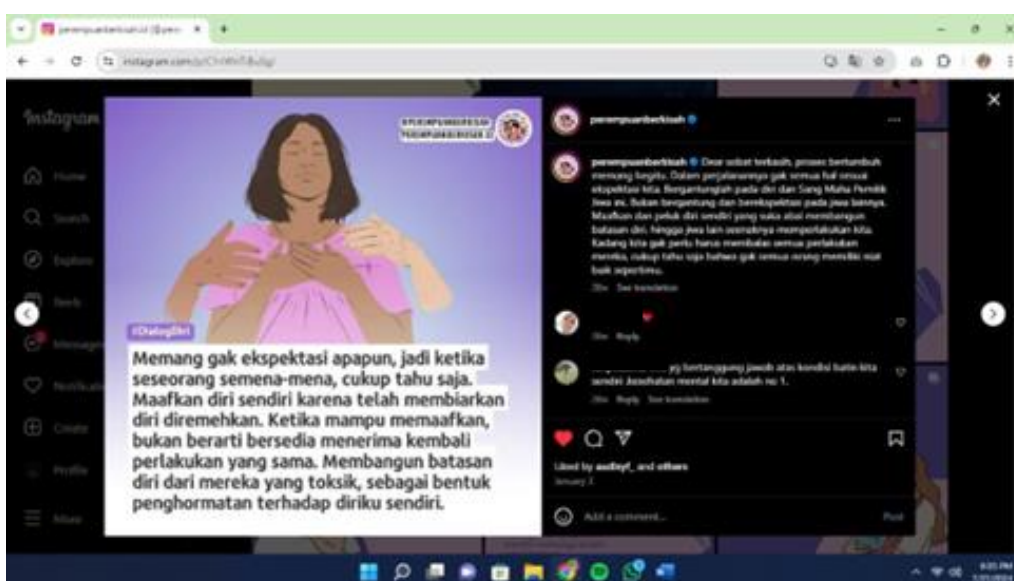 Instagram
@PEREMPUANBERKISAH
#DialogDiri
Memang gak ekspektasi apapun, jadi ketika
seseorang semena-mena, cukup tahu saja.
Maafkan diri sendiri karena telah membiarkan
diri diremehkan. Ketika mampu memaafkan,
bukan berarti bersedia menerima kembali
perlakukan yang sama. Membangun batasan
diri dari mereka yang toksik, sebagai bentuk
penghormatan terhadap diriku sendiri.
Home
Search
Explore
Reels
Messages
Create
Profile
perempuanberkisah
perempuanberkisah Dear sobat terkasih, proses bertumbuh
memang begitu. Dalam perjalanannya gak semua hal sesuai
ekspektasi kita. Bergantunglah pada diri dan Sang Maha Pemilik
Jiwa ini. Bukan bergantung dan berekspektasi pada jiwa lainnya.
Maafkan dan peluk diri sendiri yang suka abai membangun
batasan diri, hingga jiwa lain seenaknya memperlakukan kita.
Kadang kita gak perlu harus membalas semua perlakukan
mereka, cukup tahu saja bahwa gak semua orang memiliki niat
baik sepertimu.
See translation
Reply
yg bertanggung jawab atas kondisi batin kita
sendiri kesehatan mental kita adalah no 1.
Reply See translation
Liked by and others
January
Add a comment...
Post